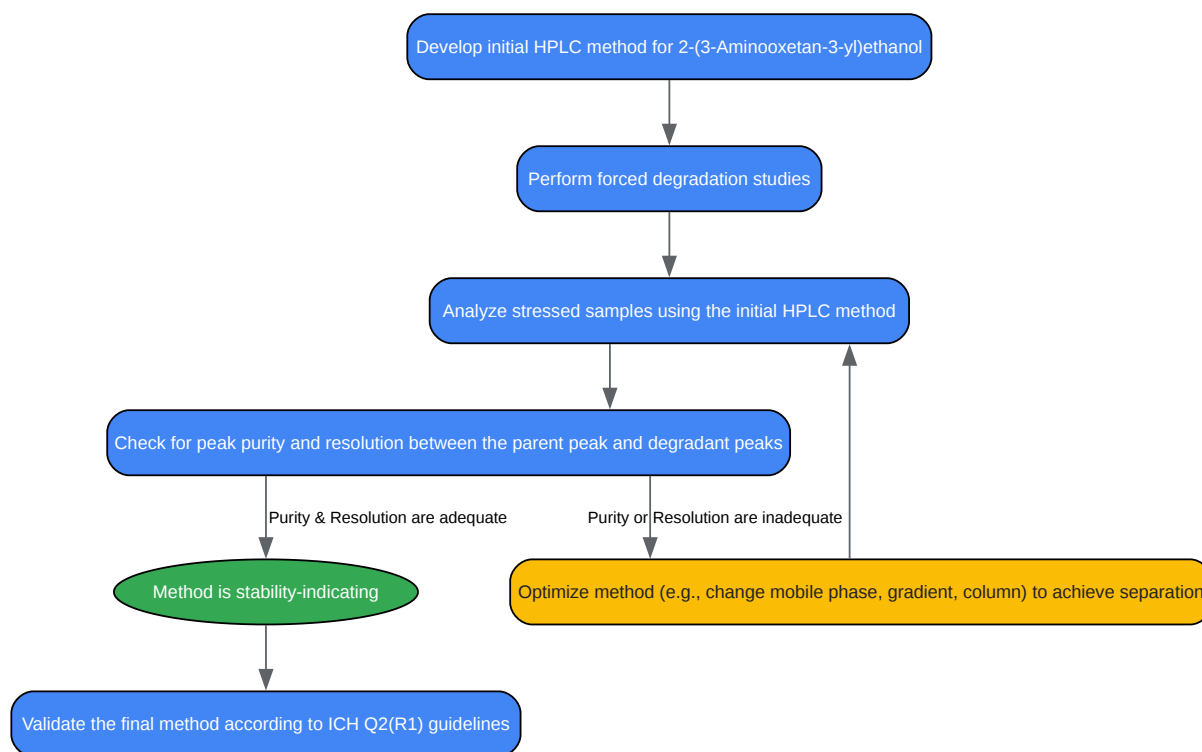 Develop initial HPLC method for 2-(3-Aminooxetan-3-yl)ethanol
Perform forced degradation studies
Analyze stressed samples using the initial HPLC method
Check for peak purity and resolution between the parent peak and degradant peaks
Purity & Resolution are adequate
Purity or Resolution are inadequate
Method is stability-indicating
Optimize method (e.g., change mobile phase, gradient, column) to achieve separation
Validate the final method according to ICH Q2(R1) guidelines